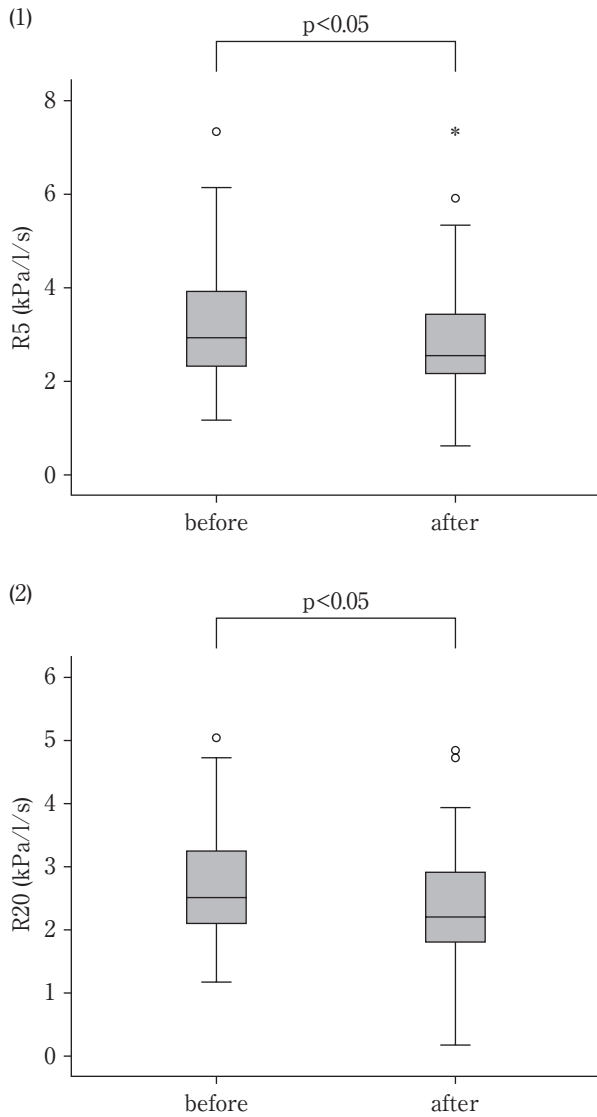 (1)
p<0.05
8
6
4
2
0
R5 (kPa/l/s)
before after
(2)
p<0.05
6
5
4
3
2
1
0
R20 (kPa/l/s)
before after